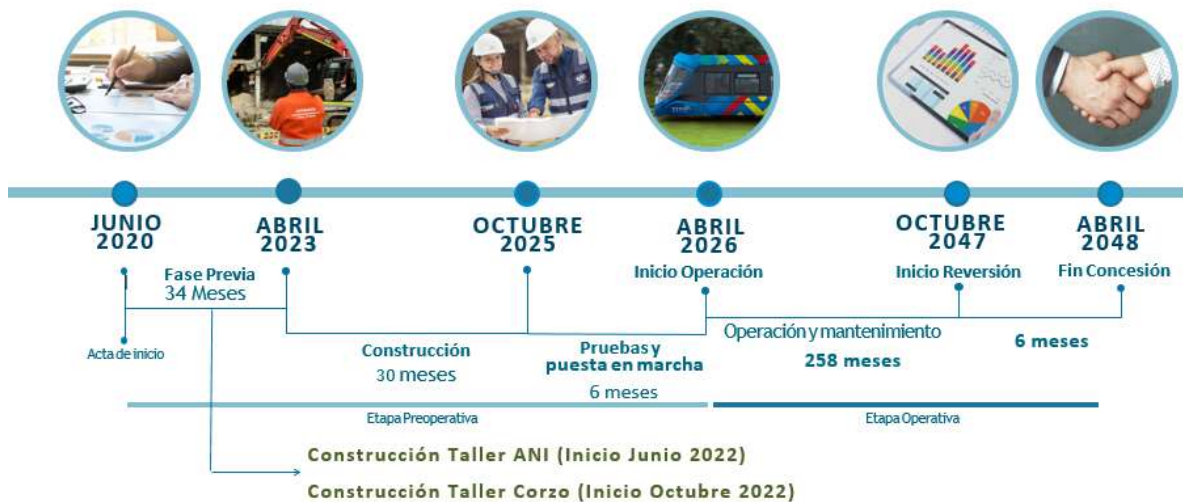 JUNIO
2020
ABRIL
2023
OCTUBRE
2025
ABRIL
2026
OCTUBRE
2047
ABRIL
2048
Inicio Operación
Inicio Reversión
Fin Concesión
Fase Previa
34 Meses
Acta de inicio
Construcción
30 meses
Pruebas y
puesta en marcha
6 meses
Operación y mantenimiento
258 meses
6 meses
Etapa Preoperativa
Etapa Operativa
Construcción Taller ANI (Inicio Junio 2022)
Construcción Taller Corzo (Inicio Octubre 2022)